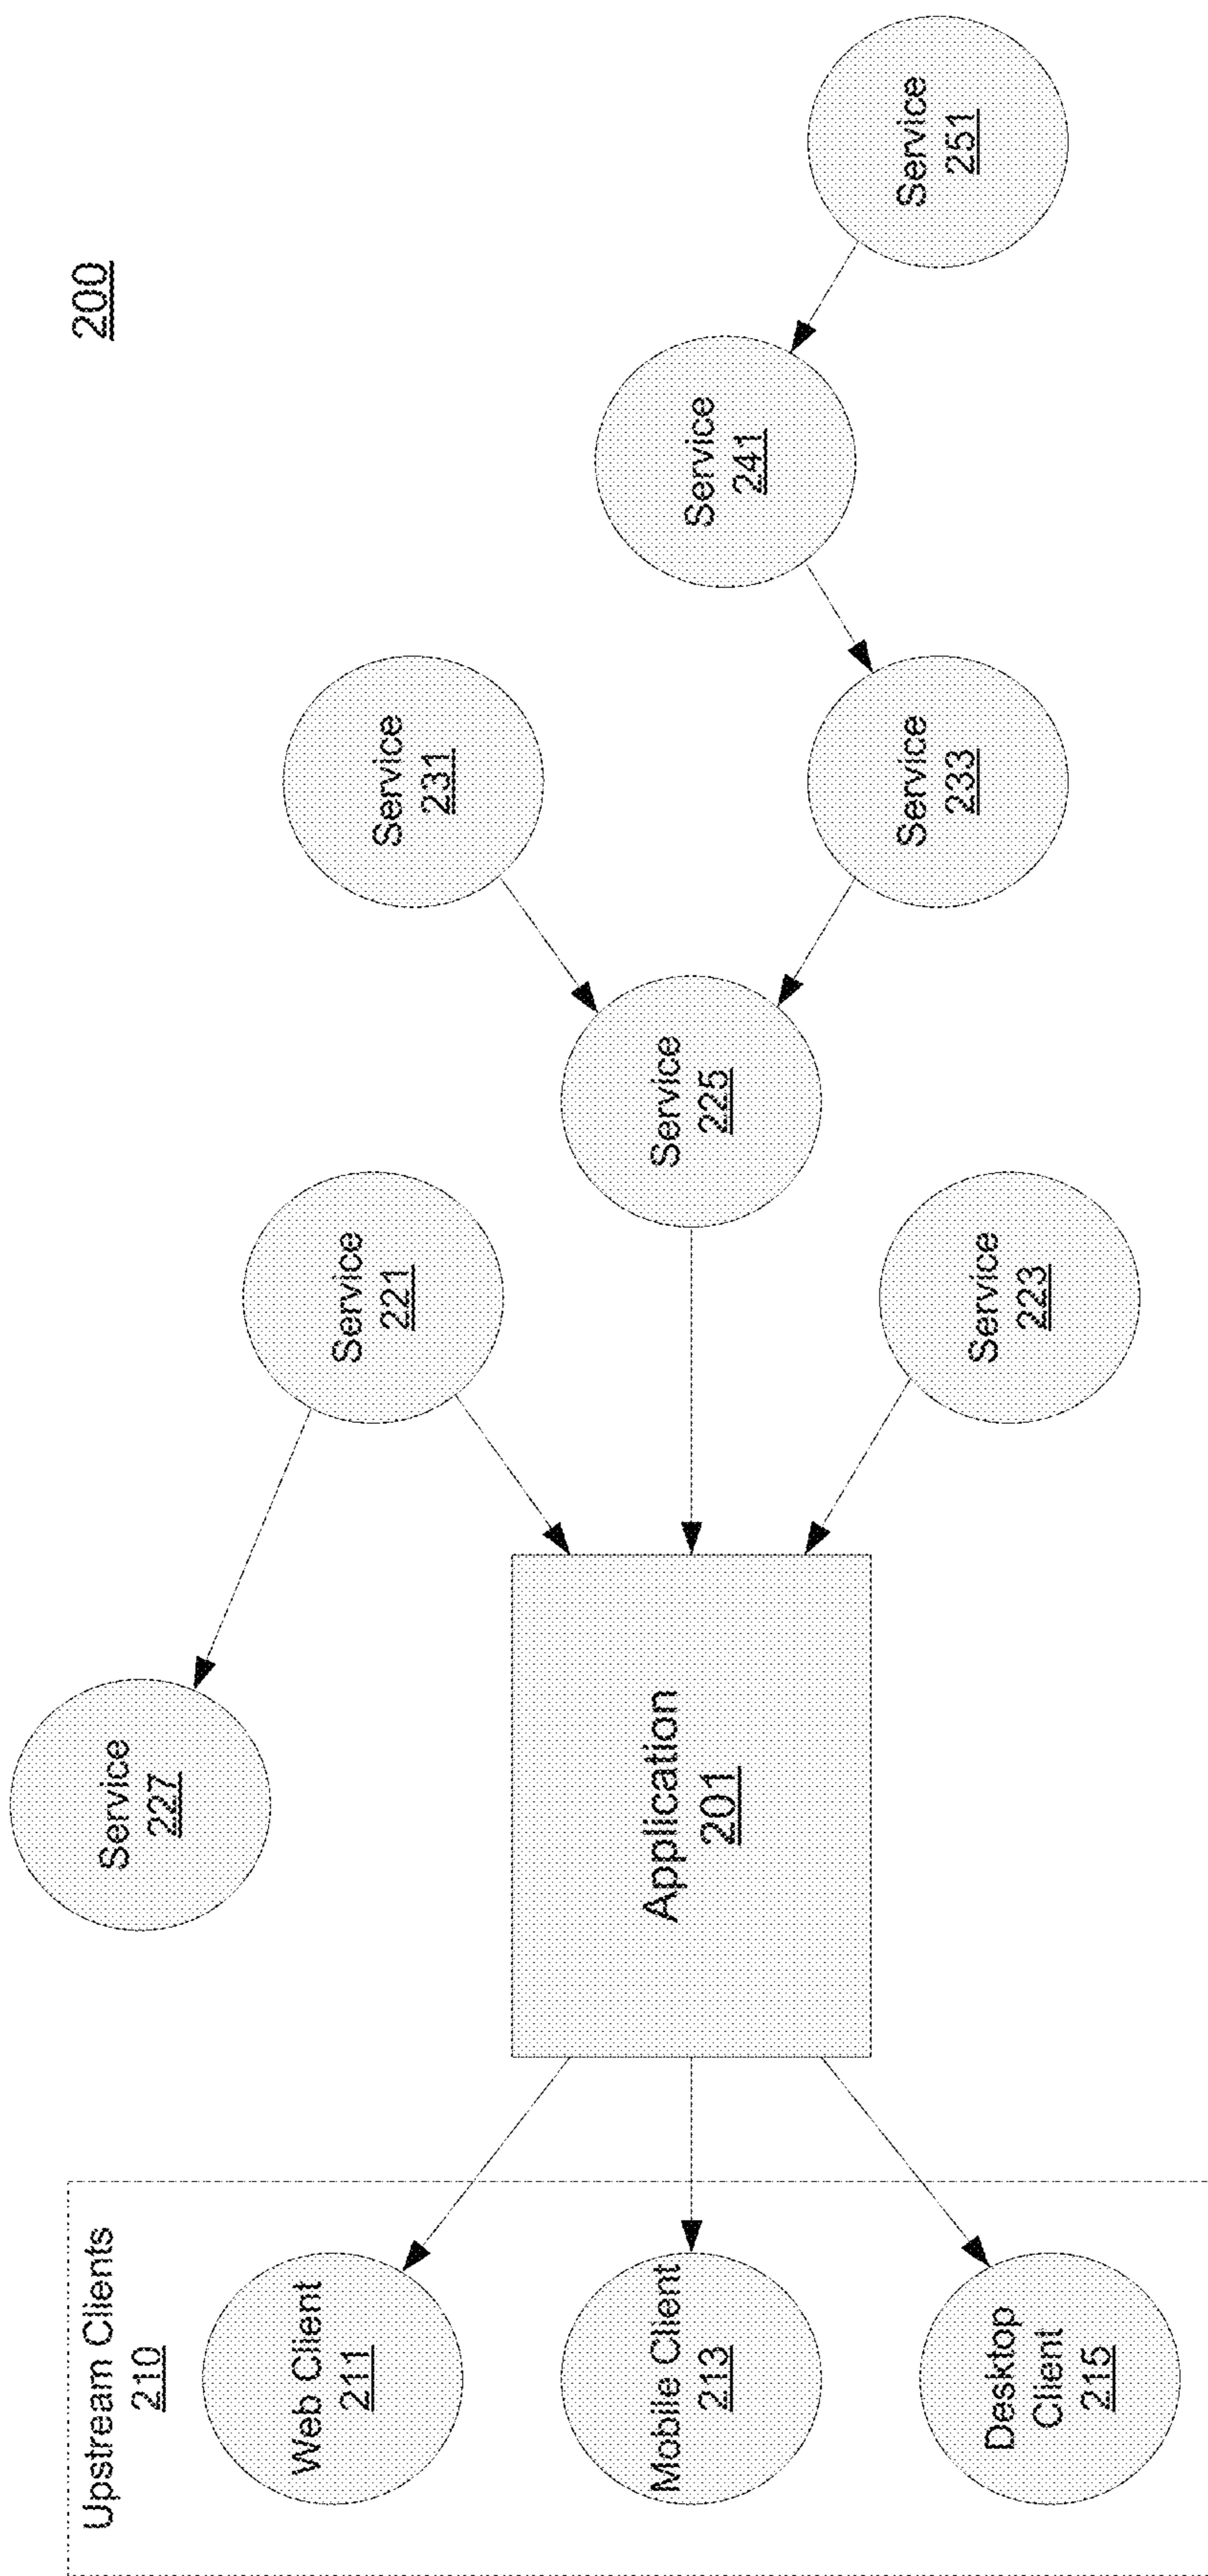 200
Upstream Clients
210
Web Client
211
Mobile Client
213
Desktop
Client
215
Application
201
Service
227
Service
221
Service
223
Service
225
Service
231
Service
233
Service
241
Service
251